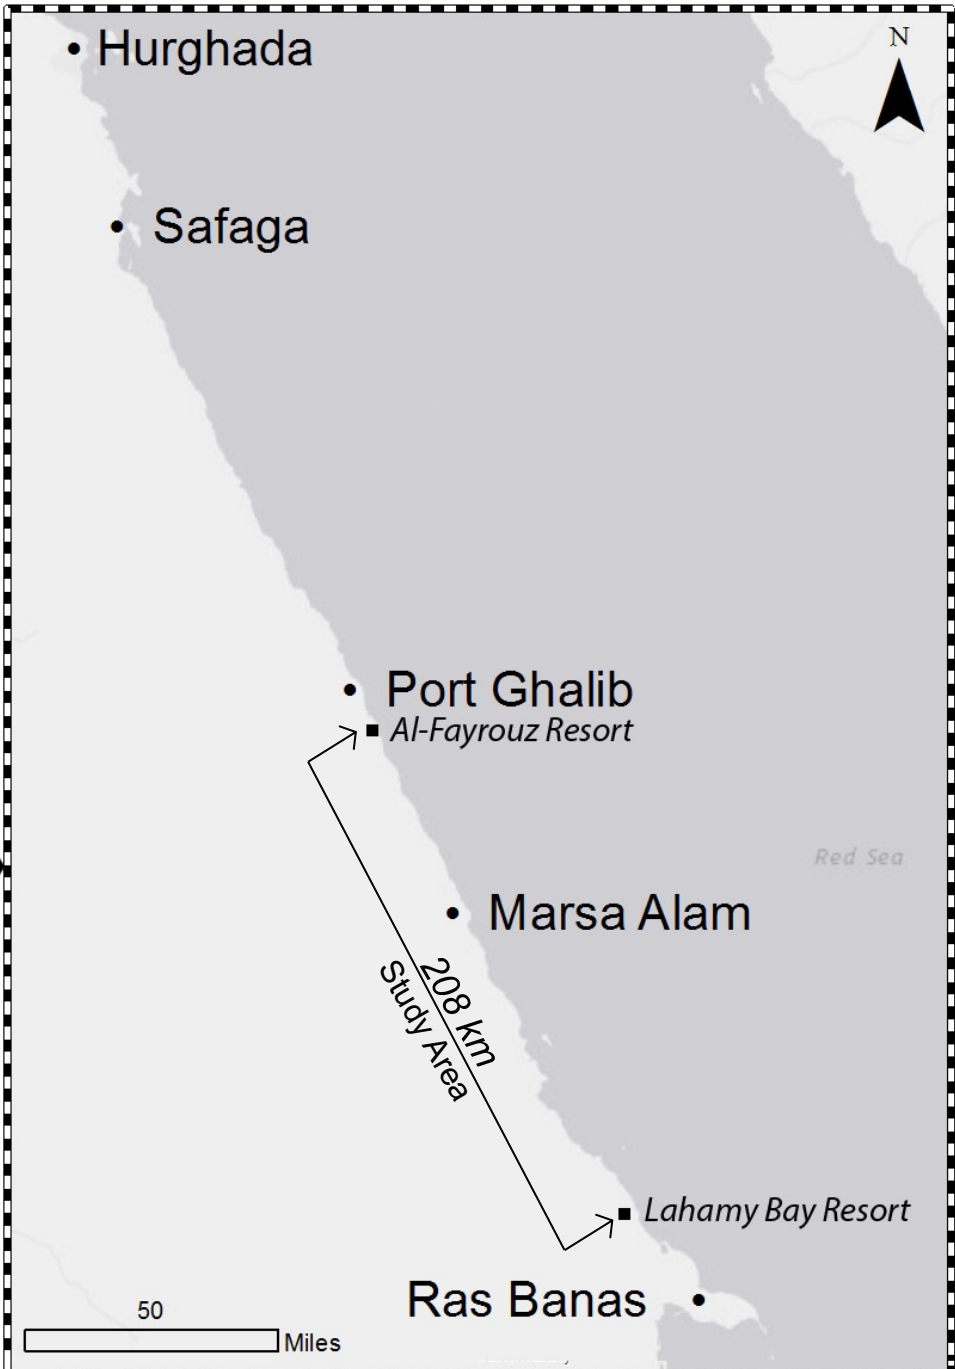 N
Hurghada
Safaga
Port Ghalib
Al-Fayrouz Resort
Red Sea
Marsa Alam
208 km
Study Area
Lahamy Bay Resort
Ras Banas
50
Miles